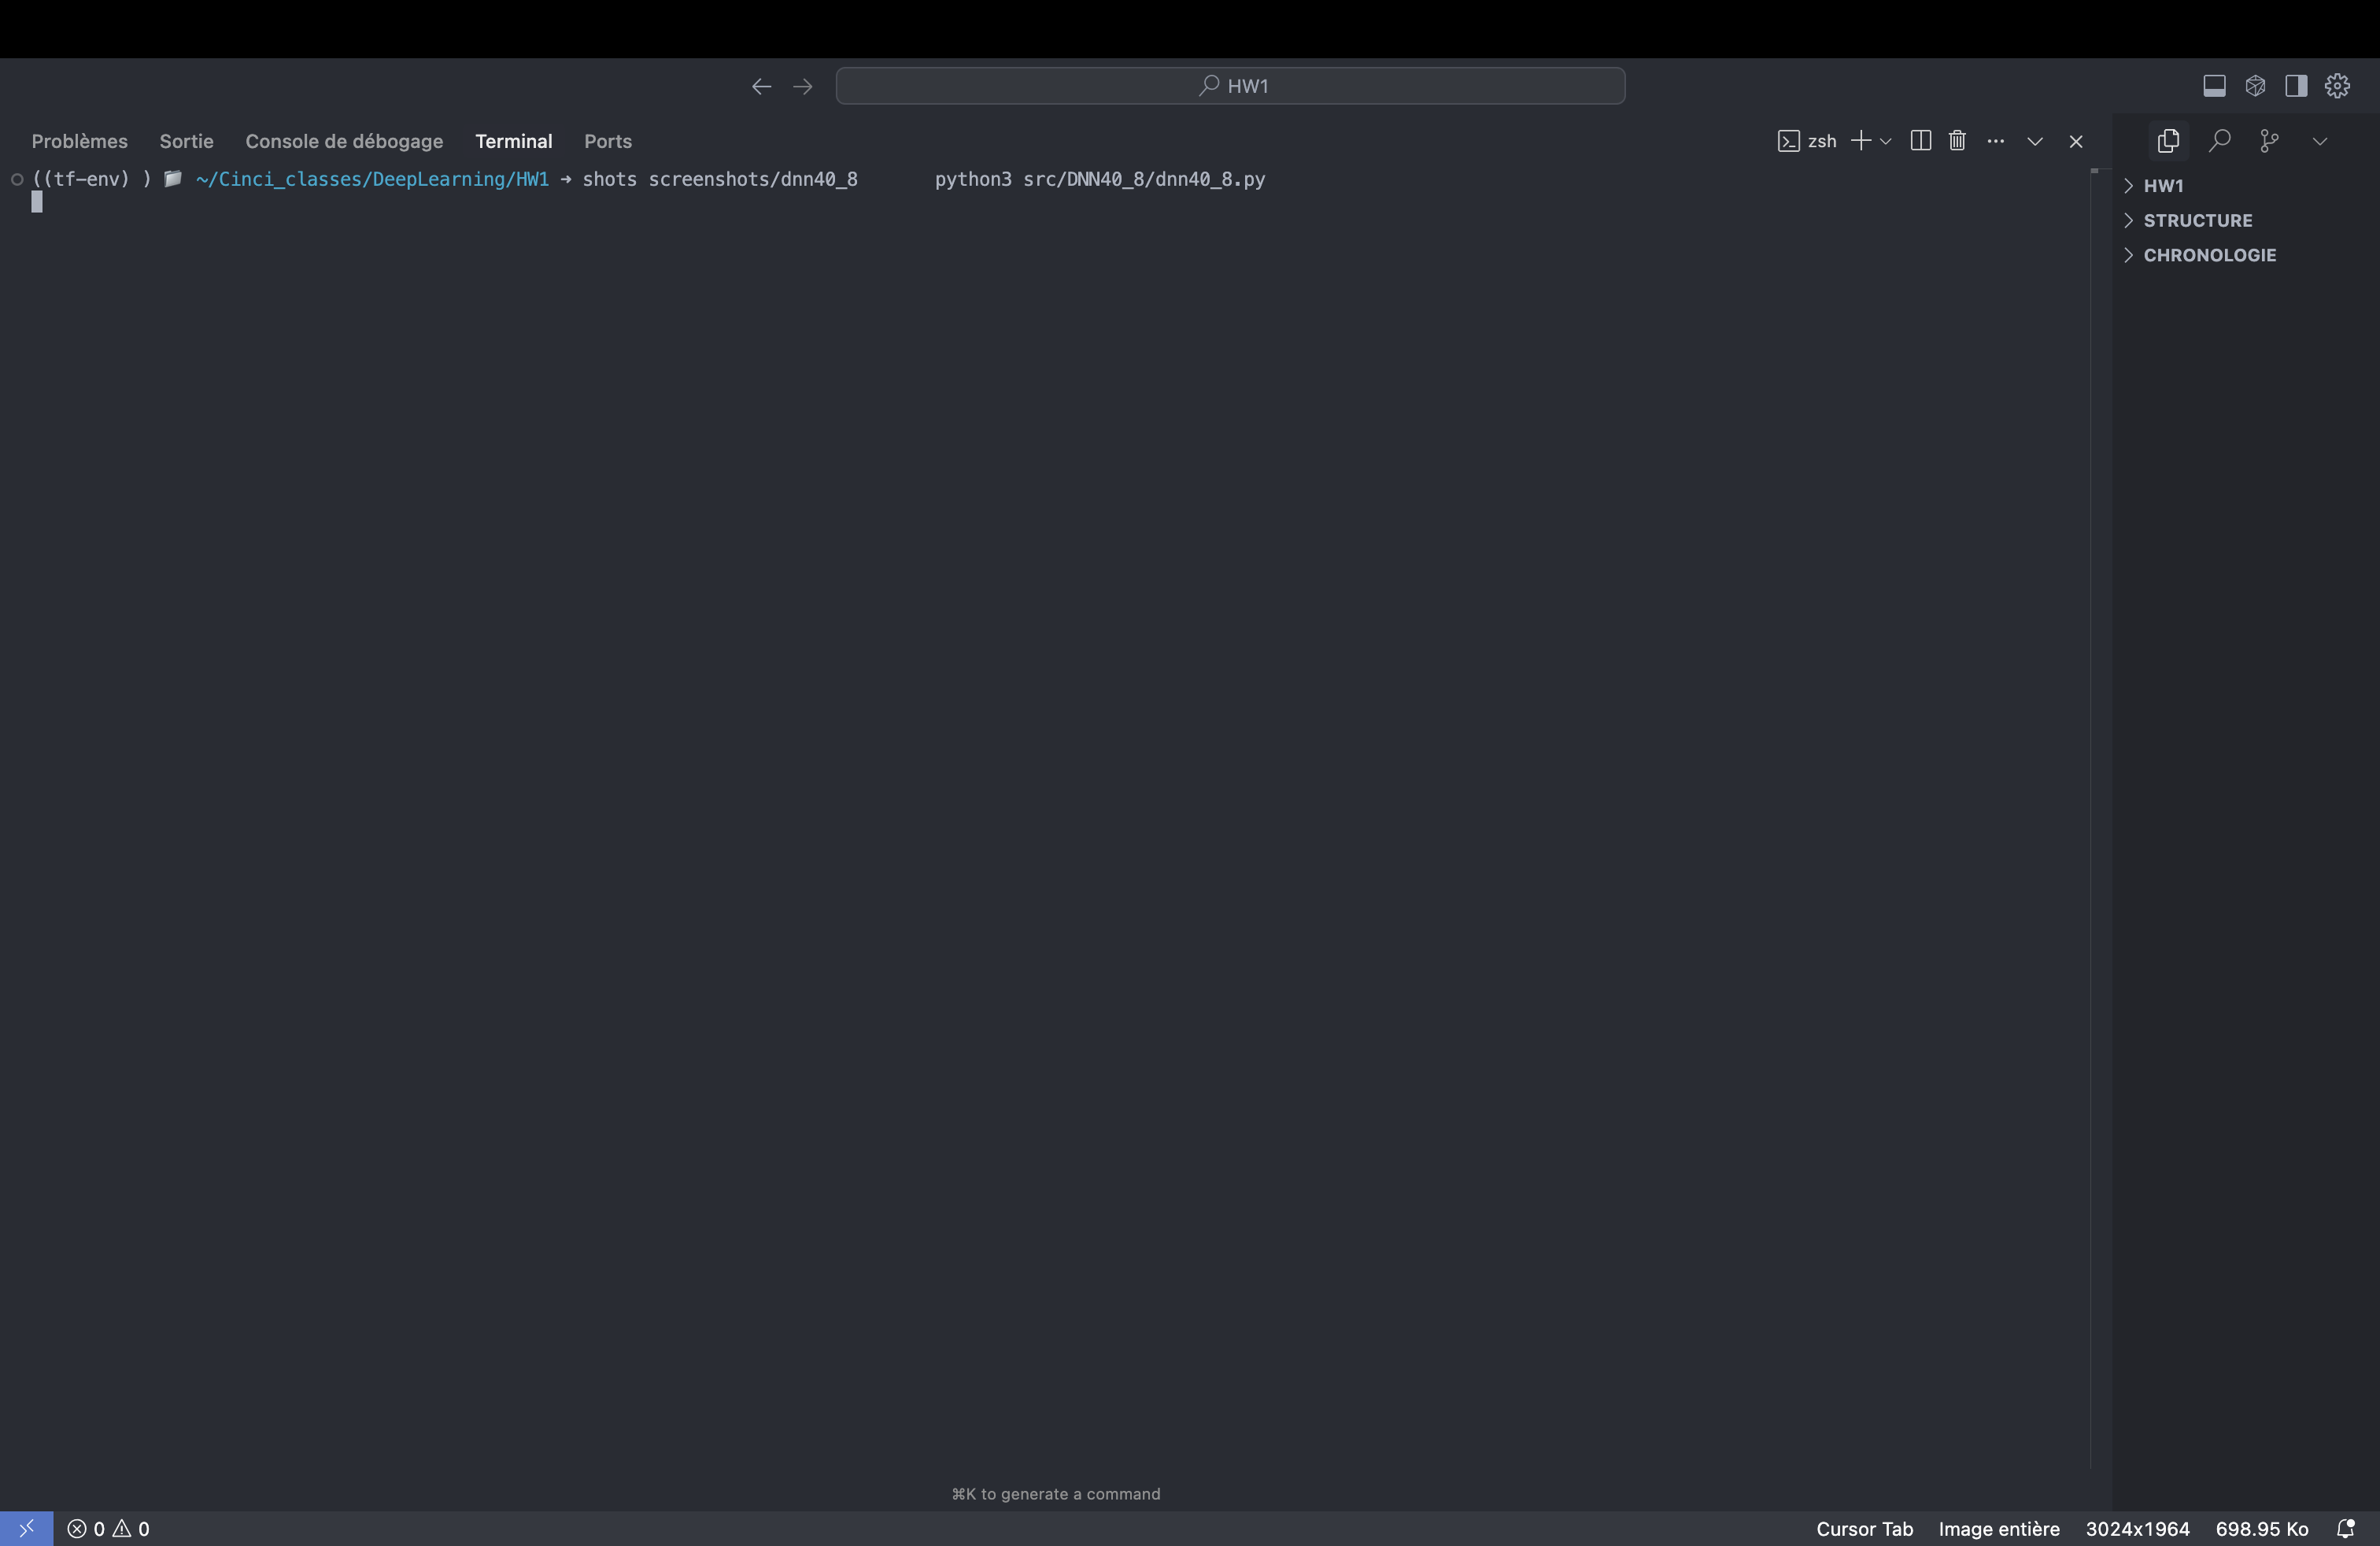 HW1
Problèmes Sortie Console de débogage Terminal Ports
zsh
((tf-env) ) ~/Cinci_classes/DeepLearning/HW1 → shots screenshots/dnn40_8 python3 src/DNN40_8/dnn40_8.py
HW1
STRUCTURE
CHRONOLOGIE
⌘K to generate a command
0 0
Cursor Tab Image entière 3024x1964 698.95 Ko